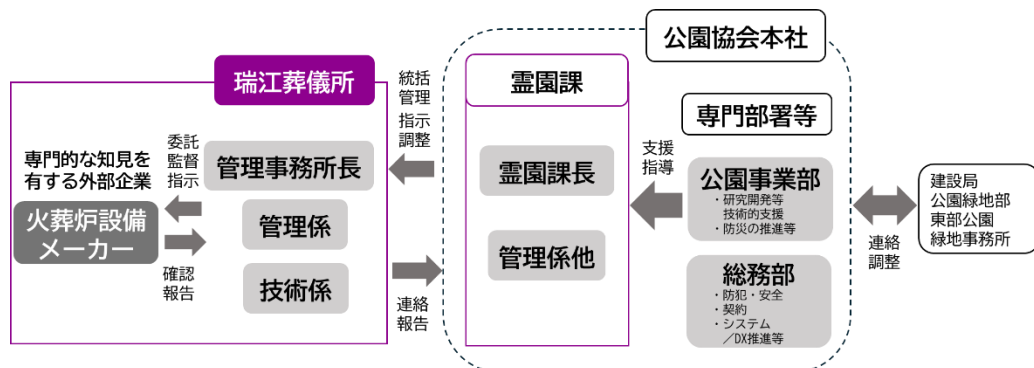 瑞江葬儀所
専門的な知見を
有する外部企業
火葬炉設備
メーカー
委託
監督
指示
確認
報告
管理事務所長
管理係
技術係
統括
管理
指示
調整
連絡
報告
公園協会本社
霊園課
霊園課長
管理係他
支援
指導
専門部署等
公園事業部
・研究開発等
技術的支援
・防災の推進等
総務部
・防犯・安全
・契約
・システム
／DX推進等
連絡
調整
建設局
公園緑地部
東部公園
緑地事務所